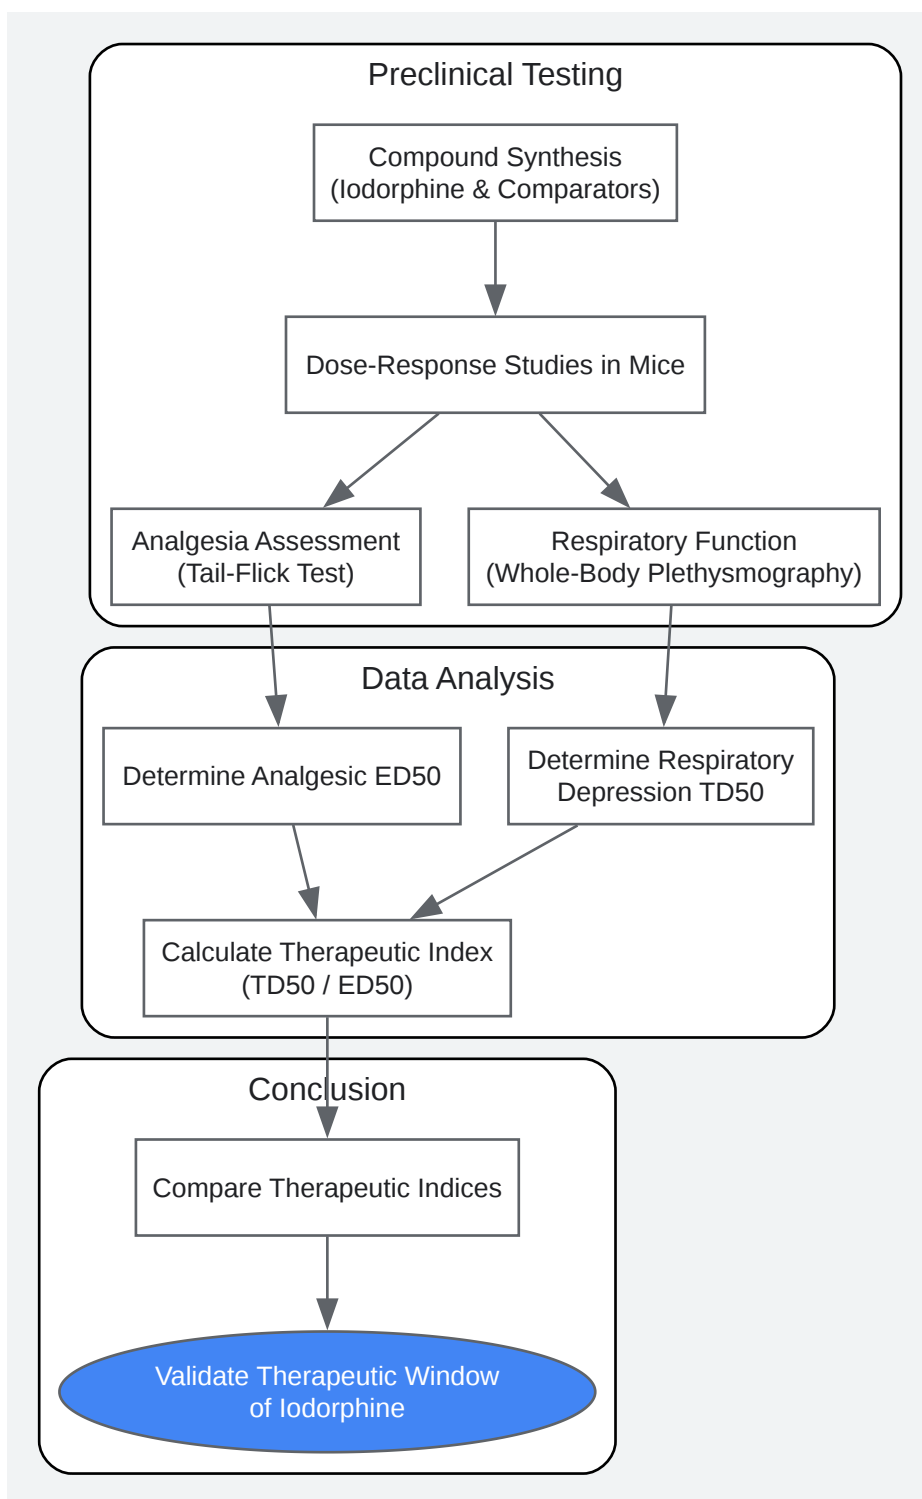 Preclinical Testing
Compound Synthesis
(Iodorphine & Comparators)
Dose-Response Studies in Mice
Analgesia Assessment
(Tail-Flick Test)
Respiratory Function
(Whole-Body Plethysmography)
Data Analysis
Determine Analgesic ED50
Determine Respiratory
Depression TD50
Calculate Therapeutic Index
(TD50 / ED50)
Conclusion
Compare Therapeutic Indices
Validate Therapeutic Window
of Iodorphine